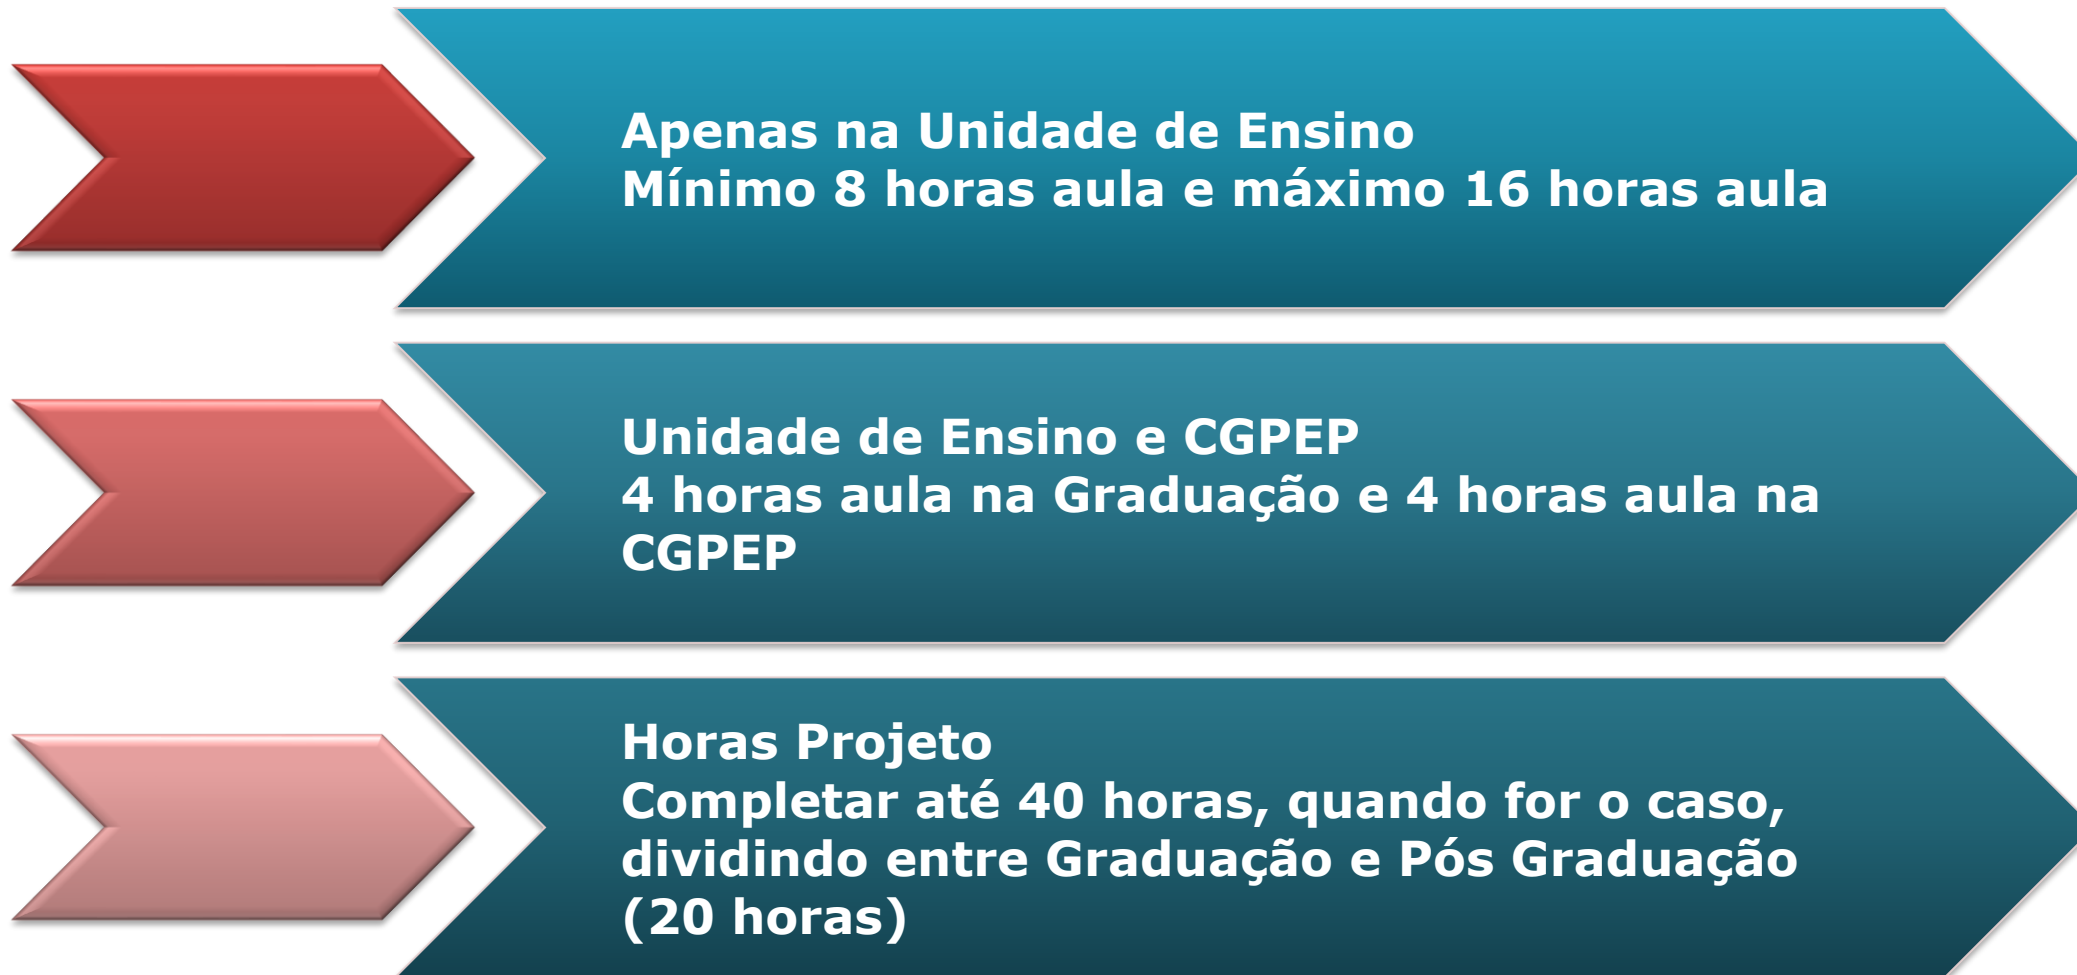 Apenas na Unidade de Ensino
Mínimo 8 horas aula e máximo 16 horas aula
Unidade de Ensino e CGPEP
4 horas aula na Graduação e 4 horas aula na
CGPEP
Horas Projeto
Completar até 40 horas, quando for o caso,
dividindo entre Graduação e Pós Graduação
(20 horas)